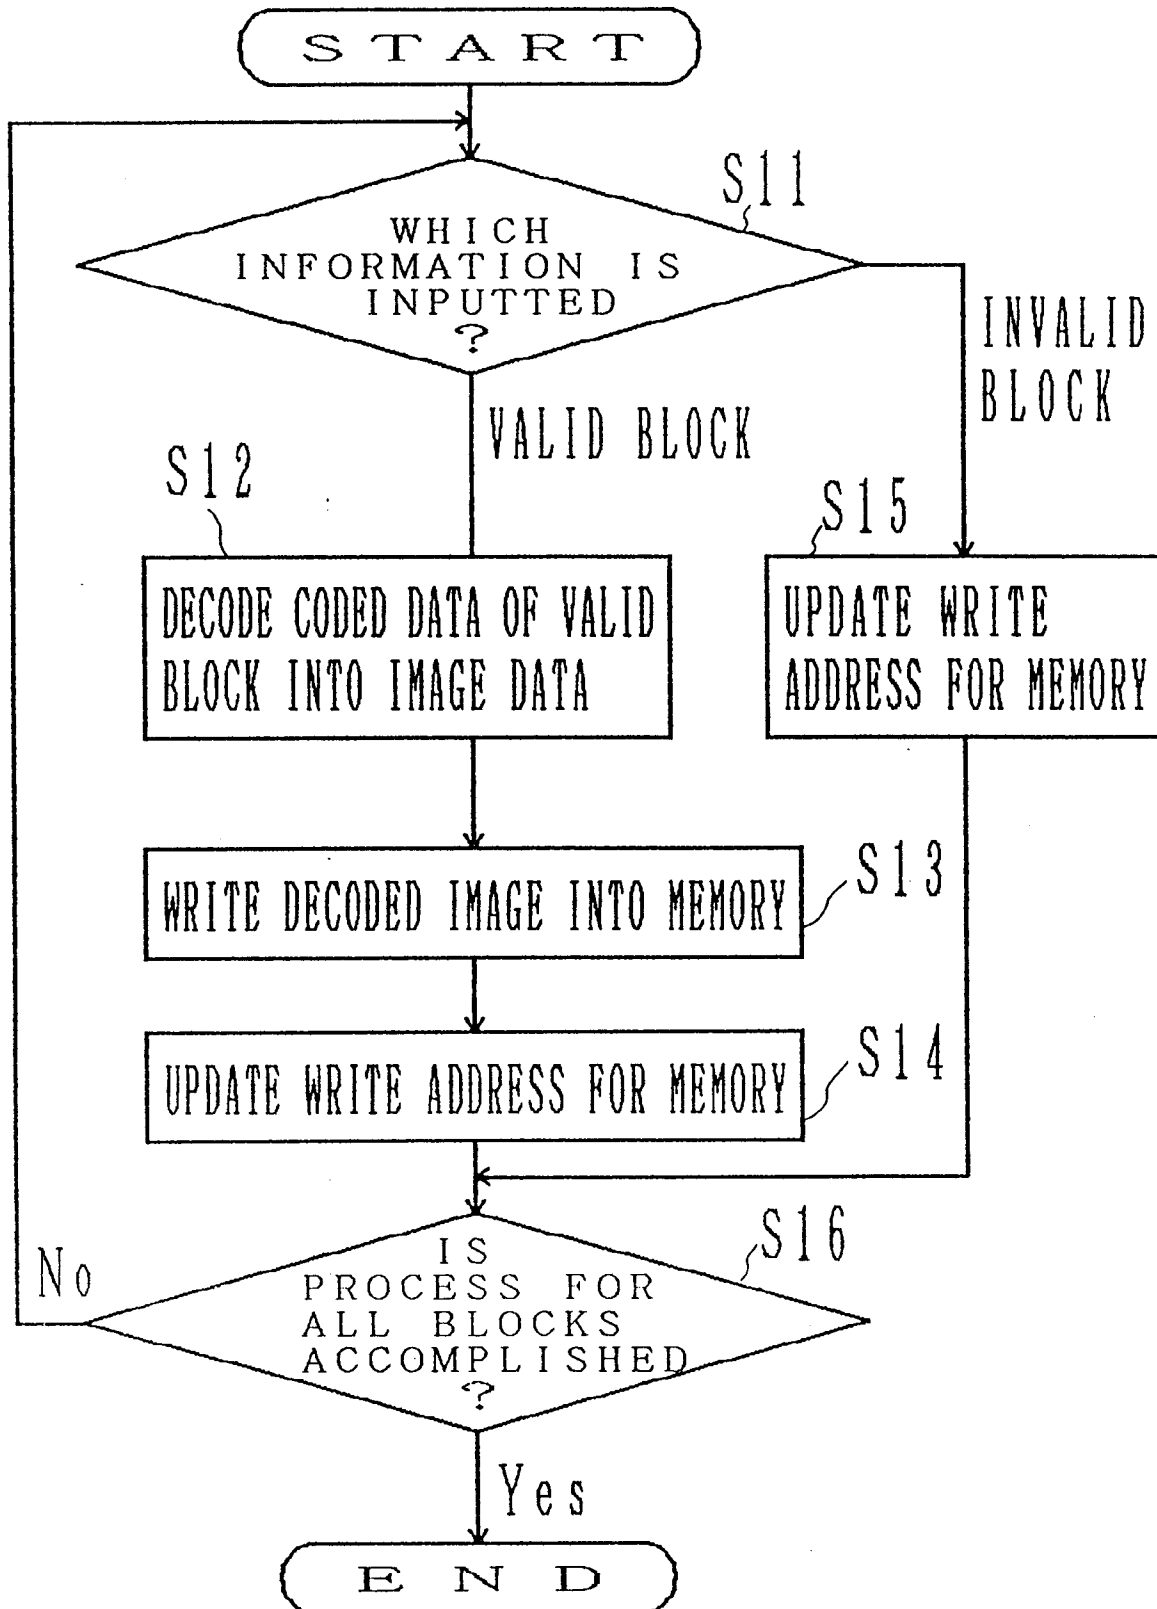 START
S11
WHICH
INFORMATION IS
INPUTTED
?
INVALID
BLOCK
VALID BLOCK
S12
S15
DECODE CODED DATA OF VALID
BLOCK INTO IMAGE DATA
UPDATE WRITE
ADDRESS FOR MEMORY
S13
WRITE DECODED IMAGE INTO MEMORY
S14
UPDATE WRITE ADDRESS FOR MEMORY
S16
No
IS
PROCESS FOR
ALL BLOCKS
ACCOMPLISHED
?
Yes
END